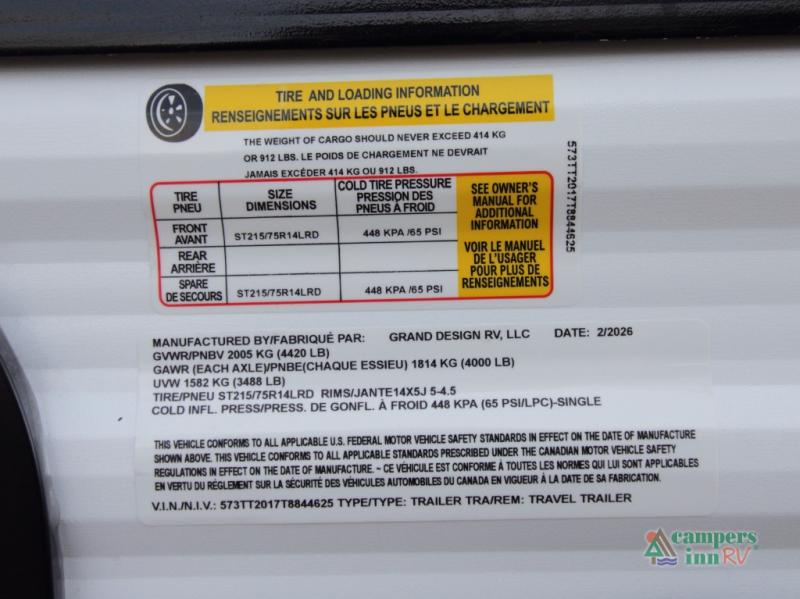 TIRE AND LOADING INFORMATION
RENSEIGNEMENTS SUR LES PNEUS ET LE CHARGEMENT
THE WEIGHT OF CARGO SHOULD NEVER EXCEED 414 KG
OR 912 LBS. LE POIDS DE CHARGEMENT NE DEVRAIT
JAMAIS EXCÉDER 414 KG OU 912 LBS.
TIRE
PNEU
SIZE
DIMENSIONS
COLD TIRE PRESSURE
PRESSION DES
PNEUS À FROID
SEE OWNER'S
MANUAL FOR
ADDITIONAL
INFORMATION
VOIR LE MANUEL
DE L'USAGER
POUR PLUS DE
RENSEIGNEMENTS
FRONT
AVANT
ST215/75R14LRD
448 KPA /65 PSI
REAR
ARRIÈRE
SPARE
DE SECOURS
ST215/75R14LRD
448 KPA /65 PSI
573TT2017T8844625
MANUFACTURED BY/FABRIQUÉ PAR: GRAND DESIGN RV, LLC DATE: 2/2026
GVWR/PNBV 2005 KG (4420 LB)
GAWR (EACH AXLE)/PNBE(CHAQUE ESSIEU) 1814 KG (4000 LB)
UVW 1582 KG (3488 LB)
TIRE/PNEU ST215/75R14LRD RIMS/JANTE14X5J 5-4.5
COLD INFL. PRESS/PRESS. DE GONFL. À FROID 448 KPA (65 PSI/LPC)-SINGLE
THIS VEHICLE CONFORMS TO ALL APPLICABLE U.S. FEDERAL MOTOR VEHICLE SAFETY STANDARDS IN EFFECT ON THE DATE OF MANUFACTURE
SHOWN ABOVE. THIS VEHICLE CONFORMS TO ALL APPLICABLE STANDARDS PRESCRIBED UNDER THE CANADIAN MOTOR VEHICLE SAFETY
REGULATIONS IN EFFECT ON THE DATE OF MANUFACTURE. ~ CE VÉHICULE EST CONFORME À TOUTES LES NORMES QUI LUI SONT APPLICABLES
EN VERTU DU RÈGLEMENT SUR LA SÉCURITÉ DES VÉHICULES AUTOMOBILES DU CANADA EN VIGUEUR À LA DATE DE SA FABRICATION.
V.I.N./N.I.V.: 573TT2017T8844625 TYPE/TYPE: TRAILER TRA/REM: TRAVEL TRAILER
campers
inn RV